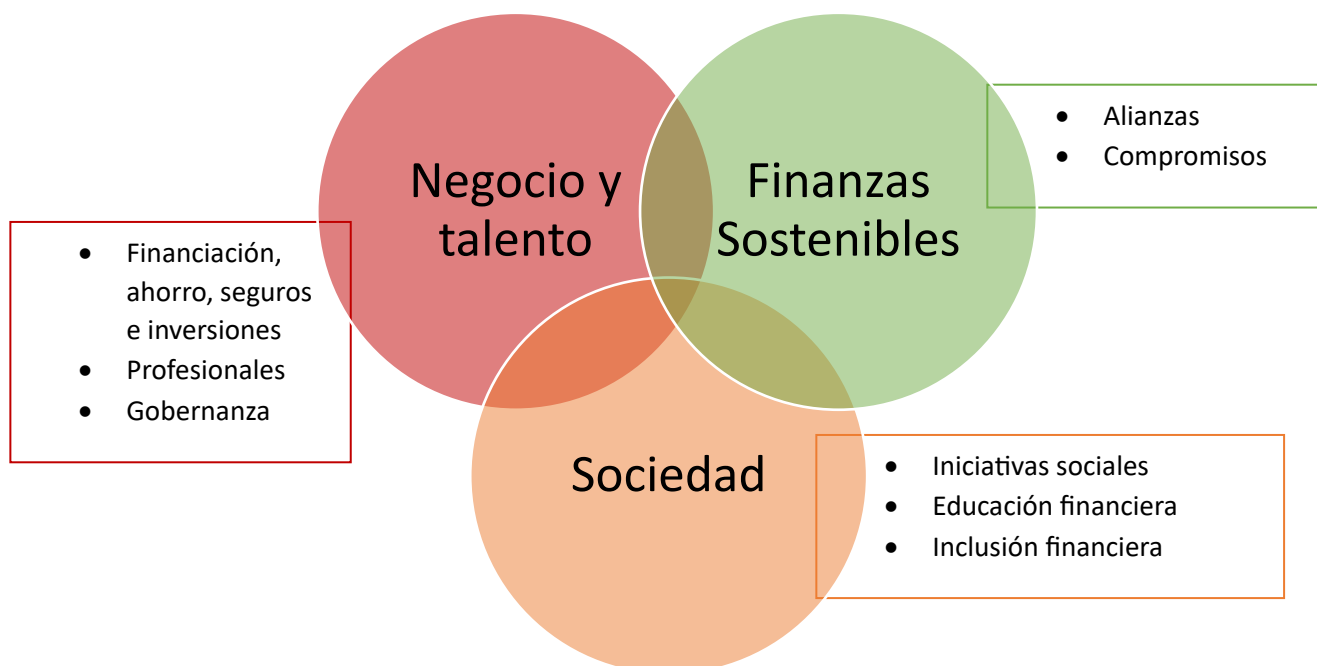 Negocio y
talento
Finanzas
Sostenibles
• Alianzas
• Compromisos
• Financiación,
ahorro, seguros
e inversiones
• Profesionales
• Gobernanza
Sociedad
• Iniciativas sociales
• Educación financiera
• Inclusión financiera